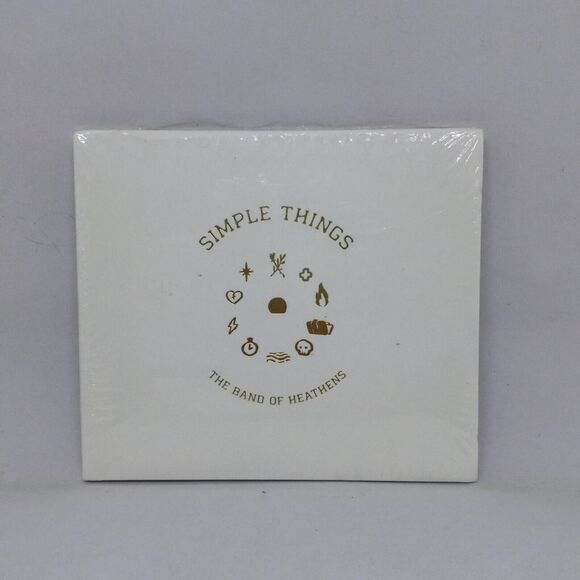 SIMPLE THINGS
THE BAND OF HEATHENS